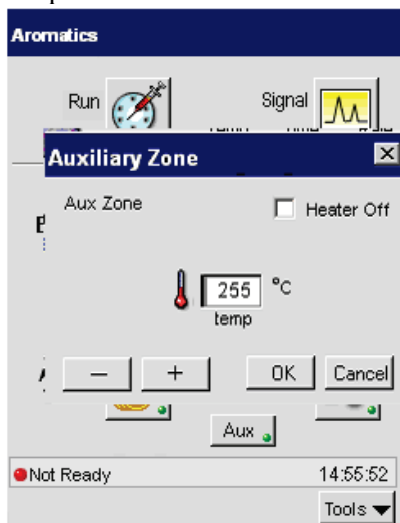 Aromatics
Run
Signal
Auxiliary Zone
Aux Zone
Heater Off
255 °C
temp
− + OK Cancel
Aux
Not Ready 14:55:52
Tools